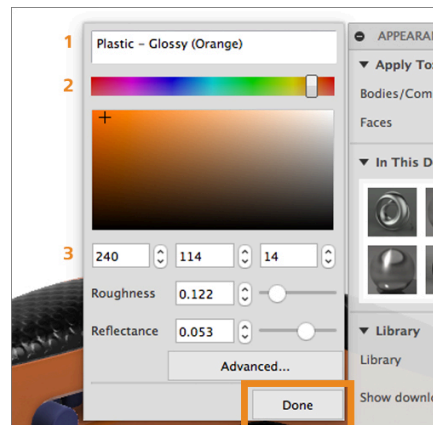 1
Plastic - Glossy (Orange)
2
3
240 114 14
Roughness 0.122
Reflectance 0.053
Advanced...
Done
Apply To
Bodies/Com
Faces
In This D
Library
Library
Show downl